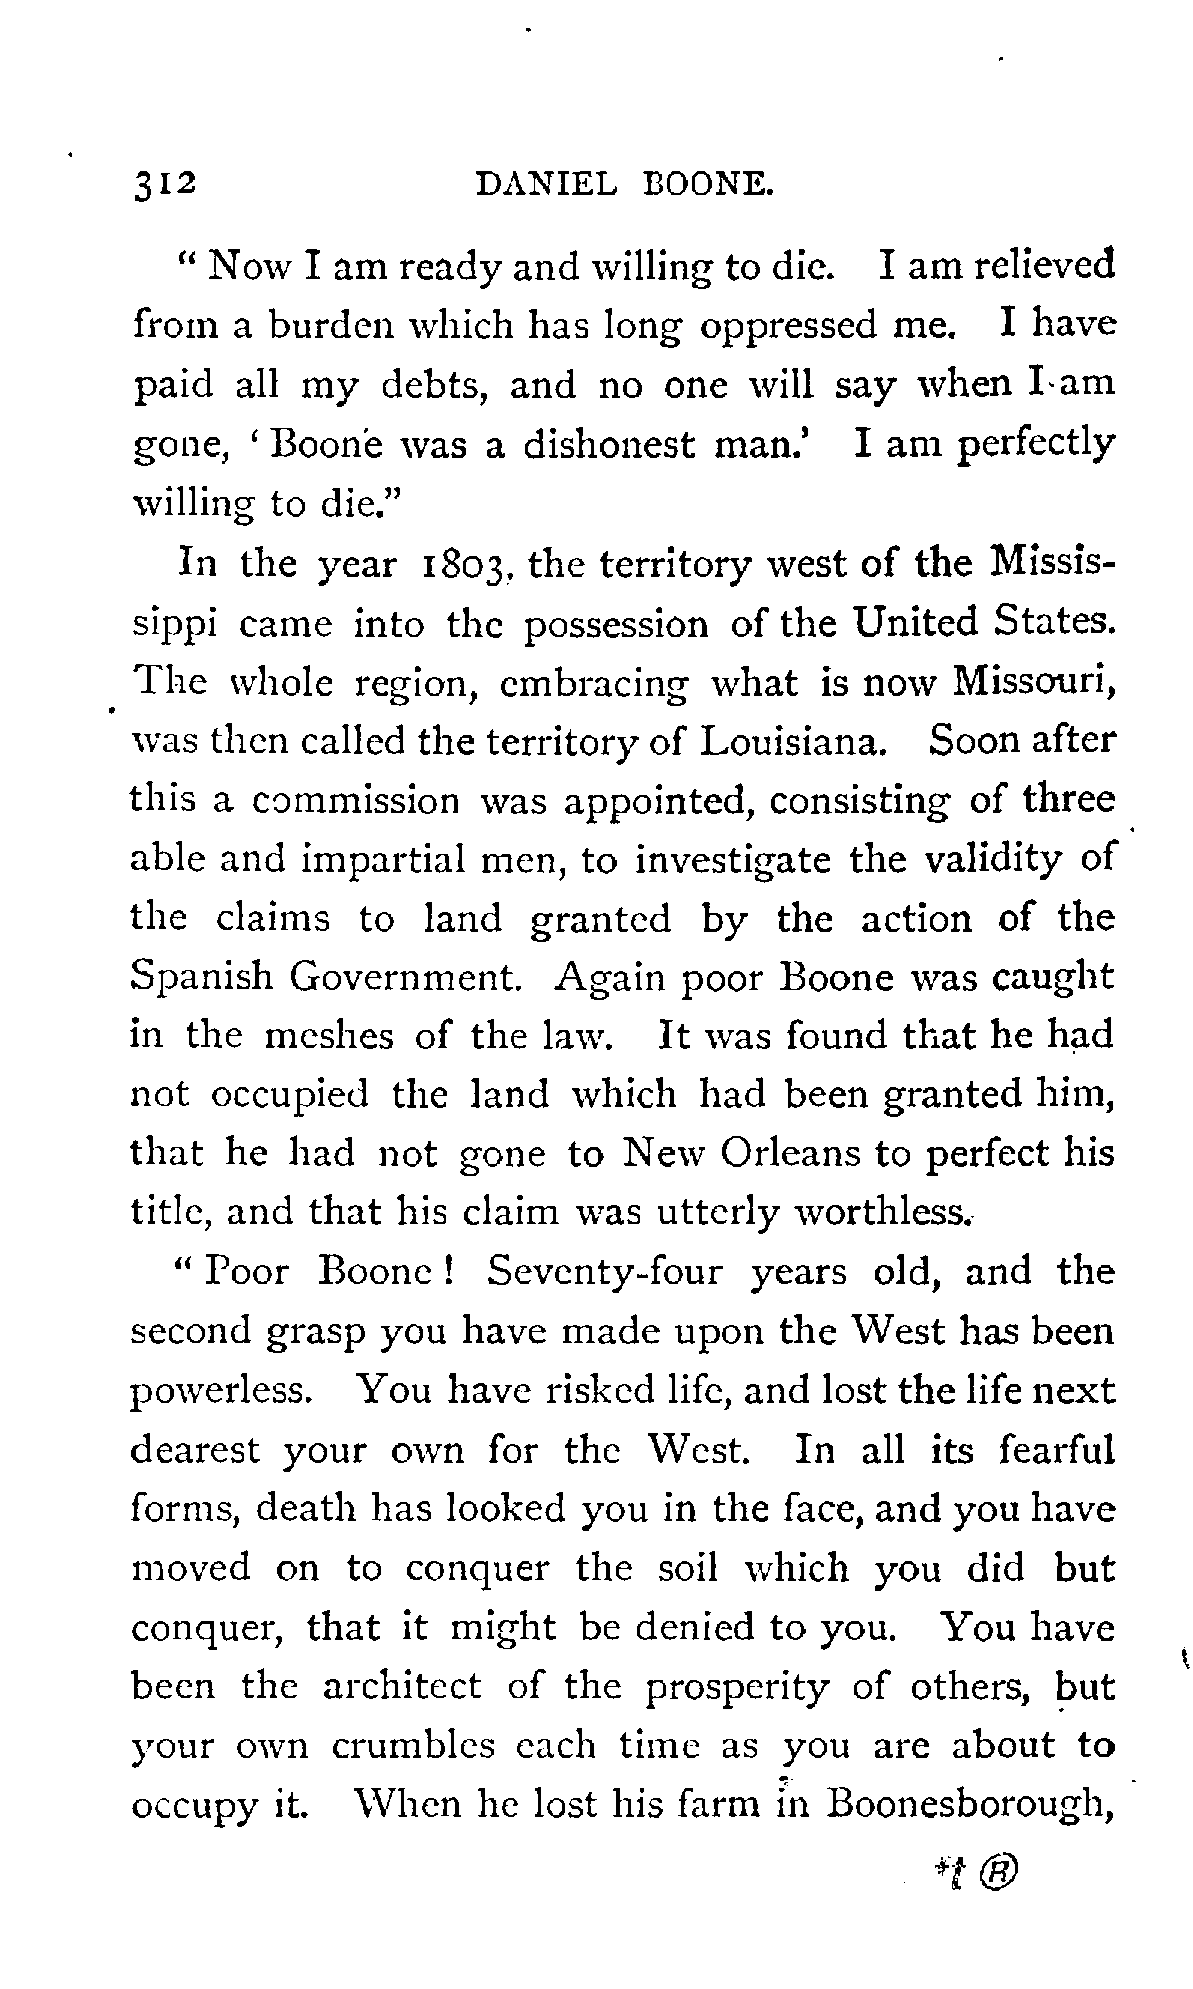 312 DANIEL BOONE.
“ Now I am ready and willing to die. I am relieved
from a burden which has long oppressed me. I have
paid all my debts, and no one will say when I am
gone, ‘ Boone was a dishonest man.’ I am perfectly
willing to die.”
In the year 1803, the territory west of the Missis-
sippi came into the possession of the United States.
The whole region, embracing what is now Missouri,
was then called the territory of Louisiana. Soon after
this a commission was appointed, consisting of three
able and impartial men, to investigate the validity of
the claims to land granted by the action of the
Spanish Government. Again poor Boone was caught
in the meshes of the law. It was found that he had
not occupied the land which had been granted him,
that he had not gone to New Orleans to perfect his
title, and that his claim was utterly worthless.
“ Poor Boone ! Seventy-four years old, and the
second grasp you have made upon the West has been
powerless. You have risked life, and lost the life next
dearest your own for the West. In all its fearful
forms, death has looked you in the face, and you have
moved on to conquer the soil which you did but
conquer, that it might be denied to you. You have
been the architect of the prosperity of others, but
your own crumbles each time as you are about to
occupy it. When he lost his farm in Boonesborough,